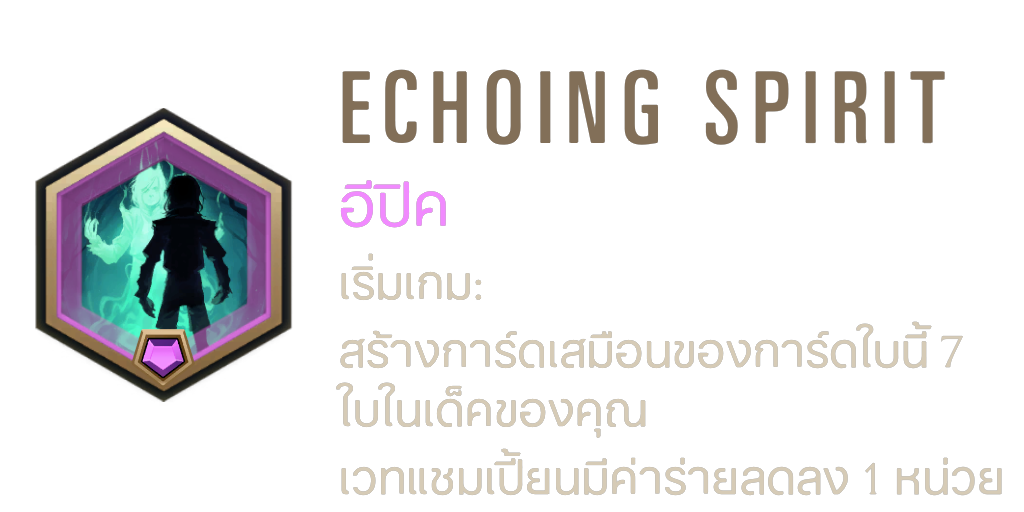 ECHOING SPIRIT
อีปิค
เริ่มเกม:
สร้างการ์ดเสมือนของการ์ดใบนี้ 7
ใบในเด็คของคุณ
เวทแชมเปี้ยนมีค่าร่ายลดลง 1 หน่วย